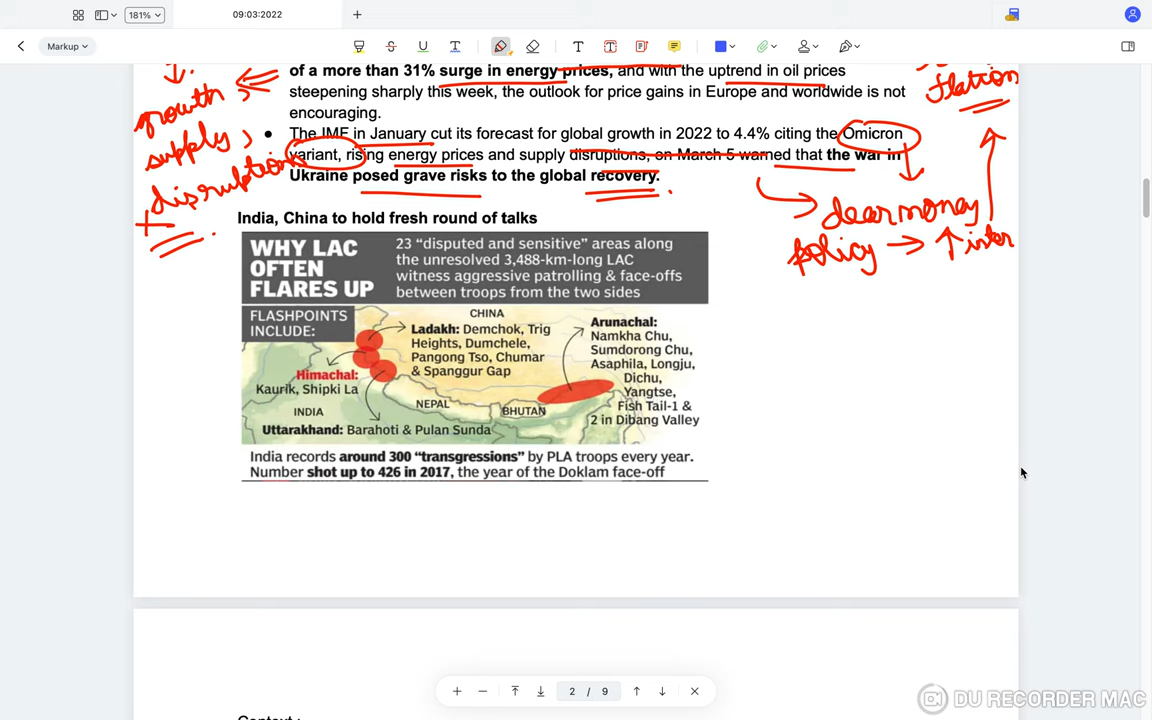 181%
09:03:2022
Markup
of a more than 31% surge in energy prices, and with the uptrend in oil prices
steepening sharply this week, the outlook for price gains in Europe and worldwide is not
encouraging.
The IMF in January cut its forecast for global growth in 2022 to 4.4% citing the Omicron
variant, rising energy prices and supply disruptions, on March 5 warned that the war in
Ukraine posed grave risks to the global recovery.
growth
supply
disruptions
flation
dear money
policy → ↑ inter
India, China to hold fresh round of talks
WHY LAC
OFTEN
FLARES UP
23 “disputed and sensitive” areas along
the unresolved 3,488-km-long LAC
witness aggressive patrolling & face-offs
between troops from the two sides
FLASHPOINTS
INCLUDE:
CHINA
Ladakh: Demchok, Trig
Heights, Dumchele,
Pangong Tso, Chumar
& Spanggur Gap
Arunachal:
Namkha Chu,
Sumdorong Chu,
Asaphila, Longju,
Dichu,
Yangtse,
Fish Tail-1 &
2 in Dibang Valley
Himachal:
Kaurik, Shipki La
NEPAL
BHUTAN
INDIA
Uttarakhand: Barahoti & Pulan Sunda
India records around 300 “transgressions” by PLA troops every year.
Number shot up to 426 in 2017, the year of the Doklam face-off
2 / 9
DU RECORDER MAC